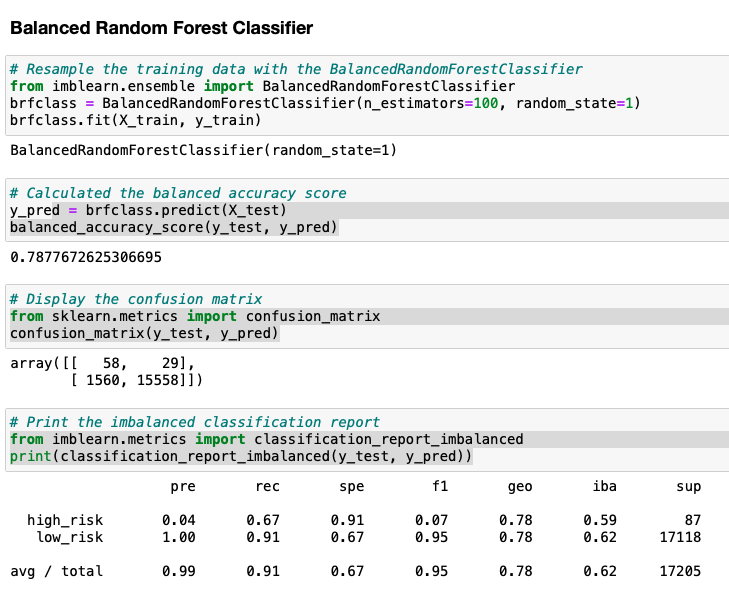 Balanced Random Forest Classifier
# Resample the training data with the BalancedRandomForestClassifier
from imblearn.ensemble import BalancedRandomForestClassifier
brfclass = BalancedRandomForestClassifier(n_estimators=100, random_state=1)
brfclass.fit(X_train, y_train)
BalancedRandomForestClassifier(random_state=1)
# Calculated the balanced accuracy score
y_pred = brfclass.predict(X_test)
balanced_accuracy_score(y_test, y_pred)
0.7877672625306695
# Display the confusion matrix
from sklearn.metrics import confusion_matrix
confusion_matrix(y_test, y_pred)
array([[   58,    29],
       [ 1560, 15558]])
# Print the imbalanced classification report
from imblearn.metrics import classification_report_imbalanced
print(classification_report_imbalanced(y_test, y_pred))
                   pre       rec       spe        f1       geo       iba       sup
  high_risk       0.04      0.67      0.91      0.07      0.78      0.59        87
   low_risk       1.00      0.91      0.67      0.95      0.78      0.62     17118
avg / total       0.99      0.91      0.67      0.95      0.78      0.62     17205